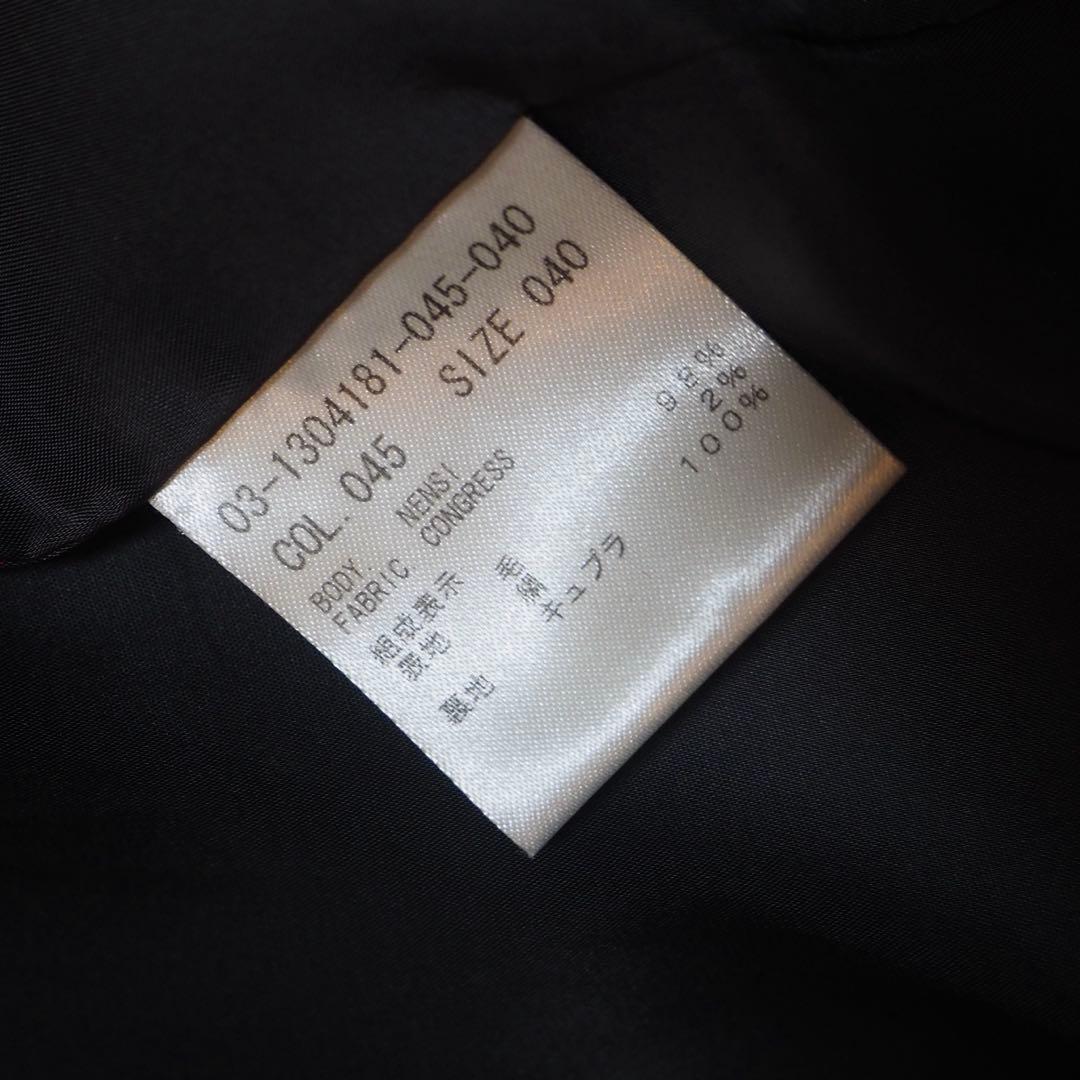 03-1304181-045-040
COL. 045 SIZE 040
BODY. NENSI
FABRIC CONGRESS
組成表示
表地 毛 98%
絹 2%
裏地 キュプラ 100%